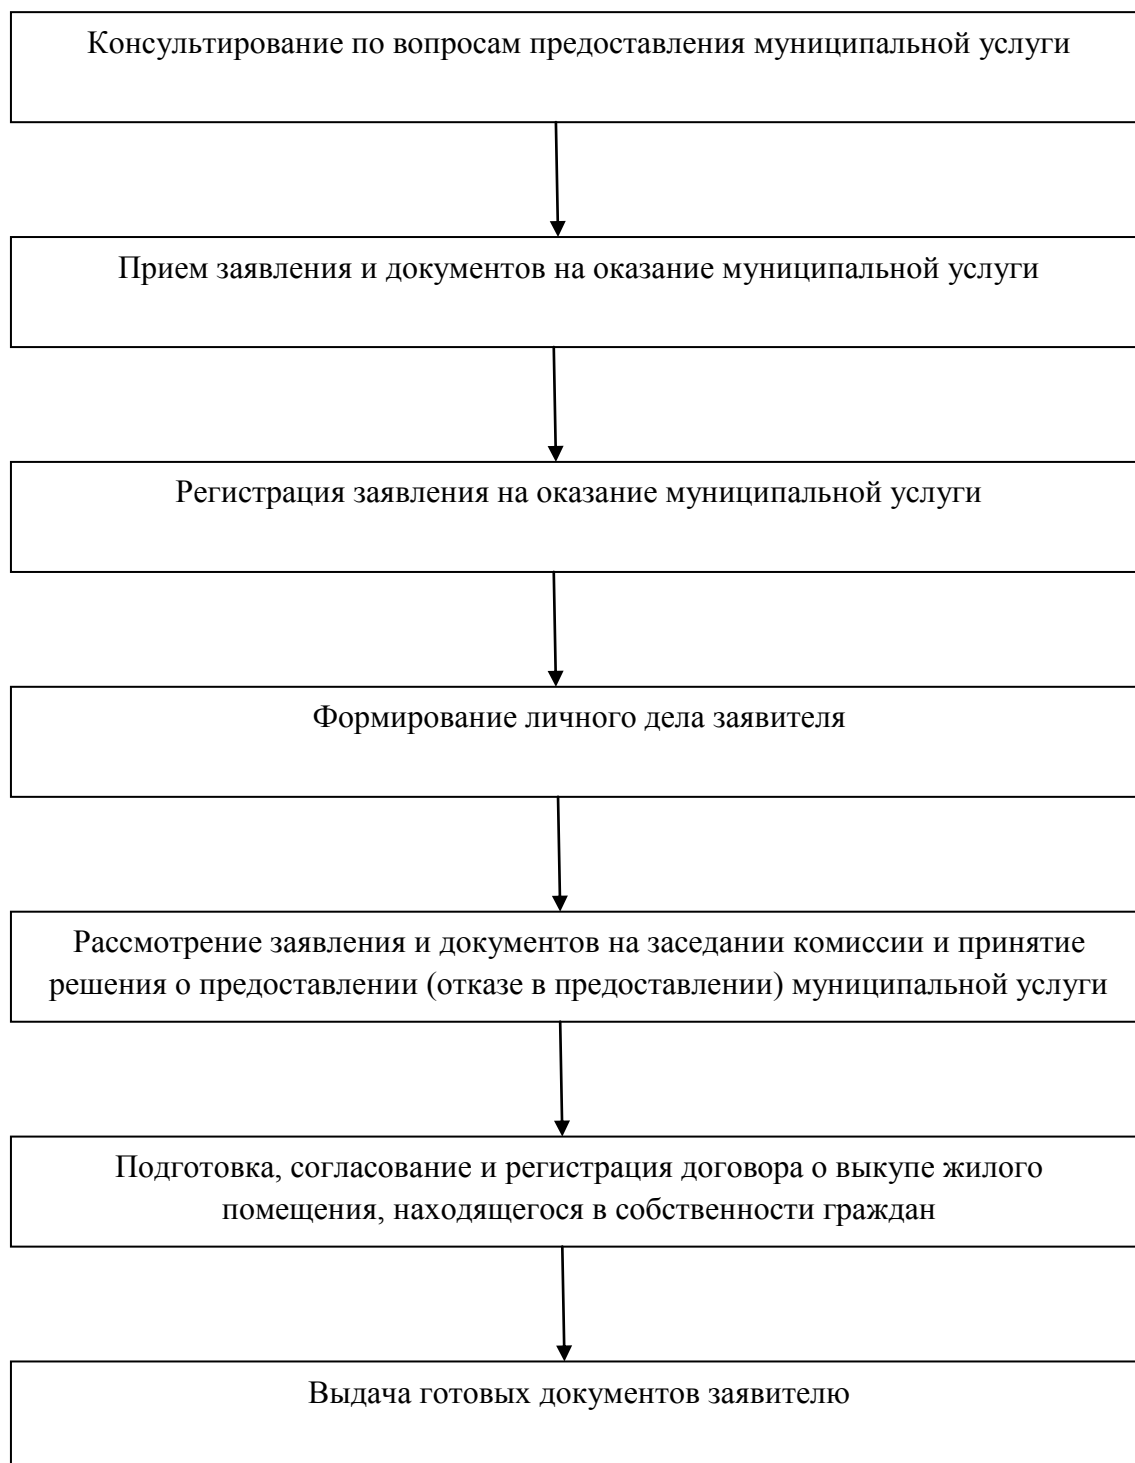 Консультирование по вопросам предоставления муниципальной услуги
Прием заявления и документов на оказание муниципальной услуги
Регистрация заявления на оказание муниципальной услуги
Формирование личного дела заявителя
Рассмотрение заявления и документов на заседании комиссии и принятие
решения о предоставлении (отказе в предоставлении) муниципальной услуги
Подготовка, согласование и регистрация договора о выкупе жилого
помещения, находящегося в собственности граждан
Выдача готовых документов заявителю